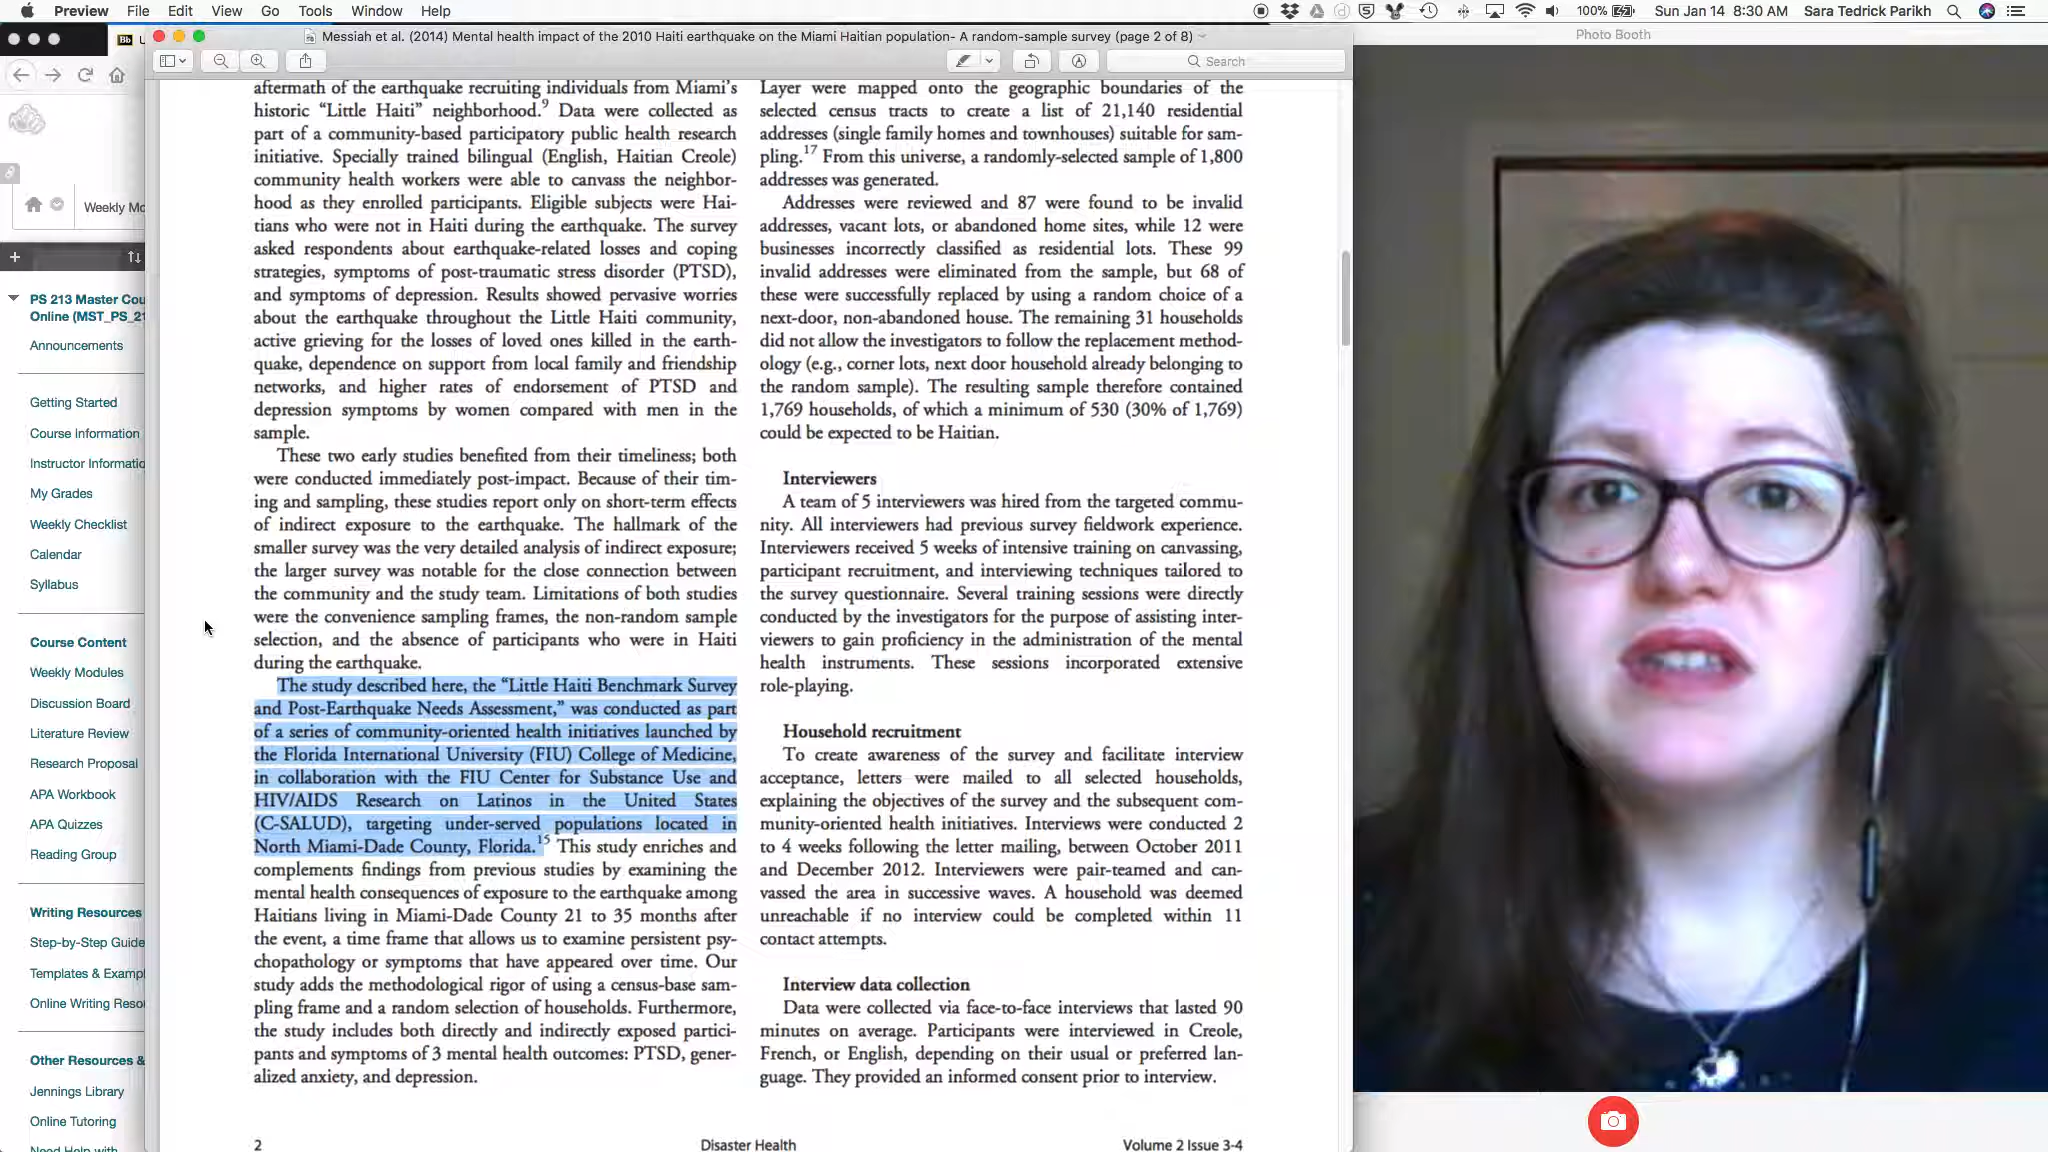 Preview File Edit View Go Tools Window Help
100% Sun Jan 14 8:30 AM Sara Tedrick Parikh
Photo Booth
Bb
Messiah et al. (2014) Mental health impact of the 2010 Haiti earthquake on the Miami Haitian population- A random-sample survey (page 2 of 8)
Search
Weekly Mo
PS 213 Master Cou
Online (MST_PS_21
Announcements
Getting Started
Course Information
Instructor Informatio
My Grades
Weekly Checklist
Calendar
Syllabus
Course Content
Weekly Modules
Discussion Board
Literature Review
Research Proposal
APA Workbook
APA Quizzes
Reading Group
Writing Resources
Step-by-Step Guide
Templates & Examp
Online Writing Reso
Other Resources &
Jennings Library
Online Tutoring
Need Help with
aftermath of the earthquake recruiting individuals from Miami's
historic “Little Haiti” neighborhood.9 Data were collected as
part of a community-based participatory public health research
initiative. Specially trained bilingual (English, Haitian Creole)
community health workers were able to canvass the neighbor-
hood as they enrolled participants. Eligible subjects were Hai-
tians who were not in Haiti during the earthquake. The survey
asked respondents about earthquake-related losses and coping
strategies, symptoms of post-traumatic stress disorder (PTSD),
and symptoms of depression. Results showed pervasive worries
about the earthquake throughout the Little Haiti community,
active grieving for the losses of loved ones killed in the earth-
quake, dependence on support from local family and friendship
networks, and higher rates of endorsement of PTSD and
depression symptoms by women compared with men in the
sample.
These two early studies benefited from their timeliness; both
were conducted immediately post-impact. Because of their tim-
ing and sampling, these studies report only on short-term effects
of indirect exposure to the earthquake. The hallmark of the
smaller survey was the very detailed analysis of indirect exposure;
the larger survey was notable for the close connection between
the community and the study team. Limitations of both studies
were the convenience sampling frames, the non-random sample
selection, and the absence of participants who were in Haiti
during the earthquake.
The study described here, the “Little Haiti Benchmark Survey
and Post-Earthquake Needs Assessment,” was conducted as part
of a series of community-oriented health initiatives launched by
the Florida International University (FIU) College of Medicine,
in collaboration with the FIU Center for Substance Use and
HIV/AIDS Research on Latinos in the United States
(C-SALUD), targeting under-served populations located in
North Miami-Dade County, Florida.15 This study enriches and
complements findings from previous studies by examining the
mental health consequences of exposure to the earthquake among
Haitians living in Miami-Dade County 21 to 35 months after
the event, a time frame that allows us to examine persistent psy-
chopathology or symptoms that have appeared over time. Our
study adds the methodological rigor of using a census-base sam-
pling frame and a random selection of households. Furthermore,
the study includes both directly and indirectly exposed partici-
pants and symptoms of 3 mental health outcomes: PTSD, gener-
alized anxiety, and depression.
Layer were mapped onto the geographic boundaries of the
selected census tracts to create a list of 21,140 residential
addresses (single family homes and townhouses) suitable for sam-
pling.17 From this universe, a randomly-selected sample of 1,800
addresses was generated.
Addresses were reviewed and 87 were found to be invalid
addresses, vacant lots, or abandoned home sites, while 12 were
businesses incorrectly classified as residential lots. These 99
invalid addresses were eliminated from the sample, but 68 of
these were successfully replaced by using a random choice of a
next-door, non-abandoned house. The remaining 31 households
did not allow the investigators to follow the replacement method-
ology (e.g., corner lots, next door household already belonging to
the random sample). The resulting sample therefore contained
1,769 households, of which a minimum of 530 (30% of 1,769)
could be expected to be Haitian.
Interviewers
A team of 5 interviewers was hired from the targeted commu-
nity. All interviewers had previous survey fieldwork experience.
Interviewers received 5 weeks of intensive training on canvassing,
participant recruitment, and interviewing techniques tailored to
the survey questionnaire. Several training sessions were directly
conducted by the investigators for the purpose of assisting inter-
viewers to gain proficiency in the administration of the mental
health instruments. These sessions incorporated extensive
role-playing.
Household recruitment
To create awareness of the survey and facilitate interview
acceptance, letters were mailed to all selected households,
explaining the objectives of the survey and the subsequent com-
munity-oriented health initiatives. Interviews were conducted 2
to 4 weeks following the letter mailing, between October 2011
and December 2012. Interviewers were pair-teamed and can-
vassed the area in successive waves. A household was deemed
unreachable if no interview could be completed within 11
contact attempts.
Interview data collection
Data were collected via face-to-face interviews that lasted 90
minutes on average. Participants were interviewed in Creole,
French, or English, depending on their usual or preferred lan-
guage. They provided an informed consent prior to interview.
2 Disaster Health Volume 2 Issue 3-4